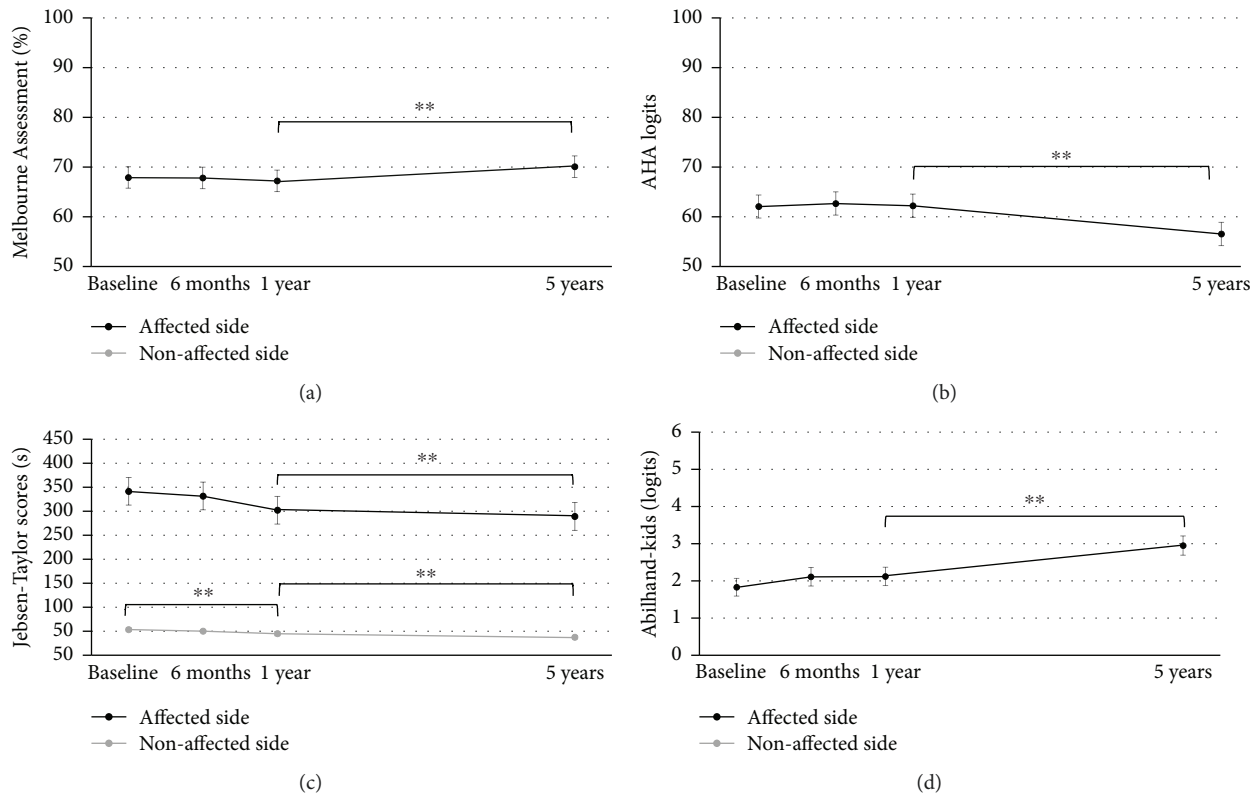 Melbourne Assessment (%)
100
90
80
70
60
50
**
Baseline 6 months 1 year 5 years
Affected side
Non-affected side
(a)
AHA logits
100
90
80
70
60
50
**
Baseline 6 months 1 year 5 years
Affected side
Non-affected side
(b)
Jebsen-Taylor scores (s)
450
400
350
300
250
300
150
100
50
50
**
**
**
Baseline 6 months 1 year 5 years
Affected side
Non-affected side
(c)
Abilhand-kids (logits)
6
5
4
3
2
1
0
**
Baseline 6 months 1 year 5 years
Affected side
Non-affected side
(d)